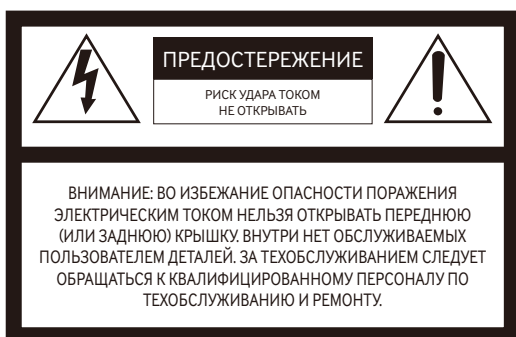 ПРЕДОСТЕРЕЖЕНИЕ
РИСК УДАРА ТОКОМ
НЕ ОТКРЫВАТЬ
ВНИМАНИЕ: ВО ИЗБЕЖАНИЕ ОПАСНОСТИ ПОРАЖЕНИЯ
ЭЛЕКТРИЧЕСКИМ ТОКОМ НЕЛЬЗЯ ОТКРЫВАТЬ ПЕРЕДНЮЮ
(ИЛИ ЗАДНЮЮ) КРЫШКУ. ВНУТРИ НЕТ ОБСЛУЖИВАЕМЫХ
ПОЛЬЗОВАТЕЛЕМ ДЕТАЛЕЙ. ЗА ТЕХОБСЛУЖИВАНИЕМ СЛЕДУЕТ
ОБРАЩАТЬСЯ К КВАЛИФИЦИРОВАННОМУ ПЕРСОНАЛУ ПО
ТЕХОБСЛУЖИВАНИЮ И РЕМОНТУ.